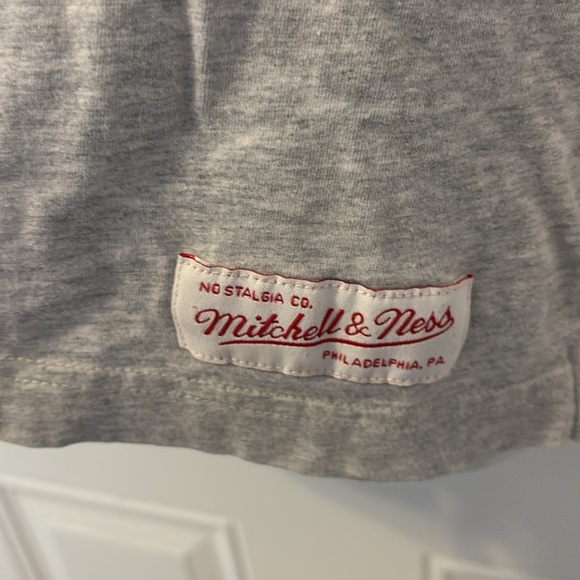 NOSTALGIA CO.
Mitchell & Ness
PHILADELPHIA, PA